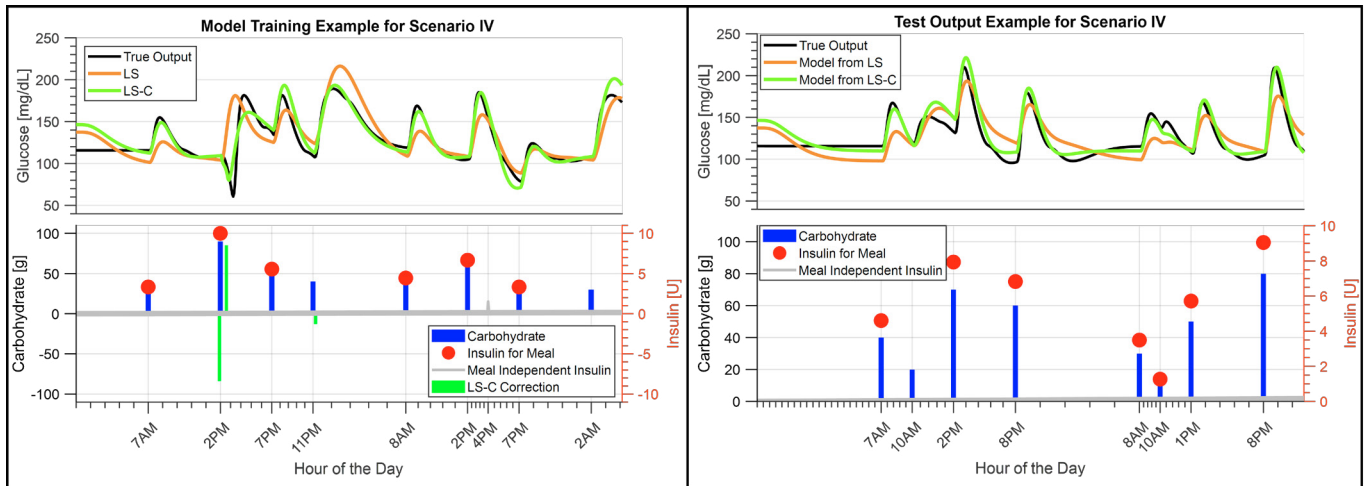 Model Training Example for Scenario IV
250
200
150
100
50
Glucose [mg/dL]
True Output
LS
LS-C
100
50
0
-50
-100
Carbohydrate [g]
10
5
0
-5
-10
Insulin [U]
Carbohydrate
Insulin for Meal
Meal Independent Insulin
LS-C Correction
7AM
2PM
7PM
11PM
8AM
2PM
4PM
7PM
2AM
Hour of the Day
Test Output Example for Scenario IV
250
200
150
100
50
Glucose [mg/dL]
True Output
Model from LS
Model from LS-C
100
80
60
40
20
0
Carbohydrate [g]
10
8
6
4
2
0
Insulin [U]
Carbohydrate
Insulin for Meal
Meal Independent Insulin
7AM
10AM
2PM
8PM
8AM
10AM
1PM
8PM
Hour of the Day